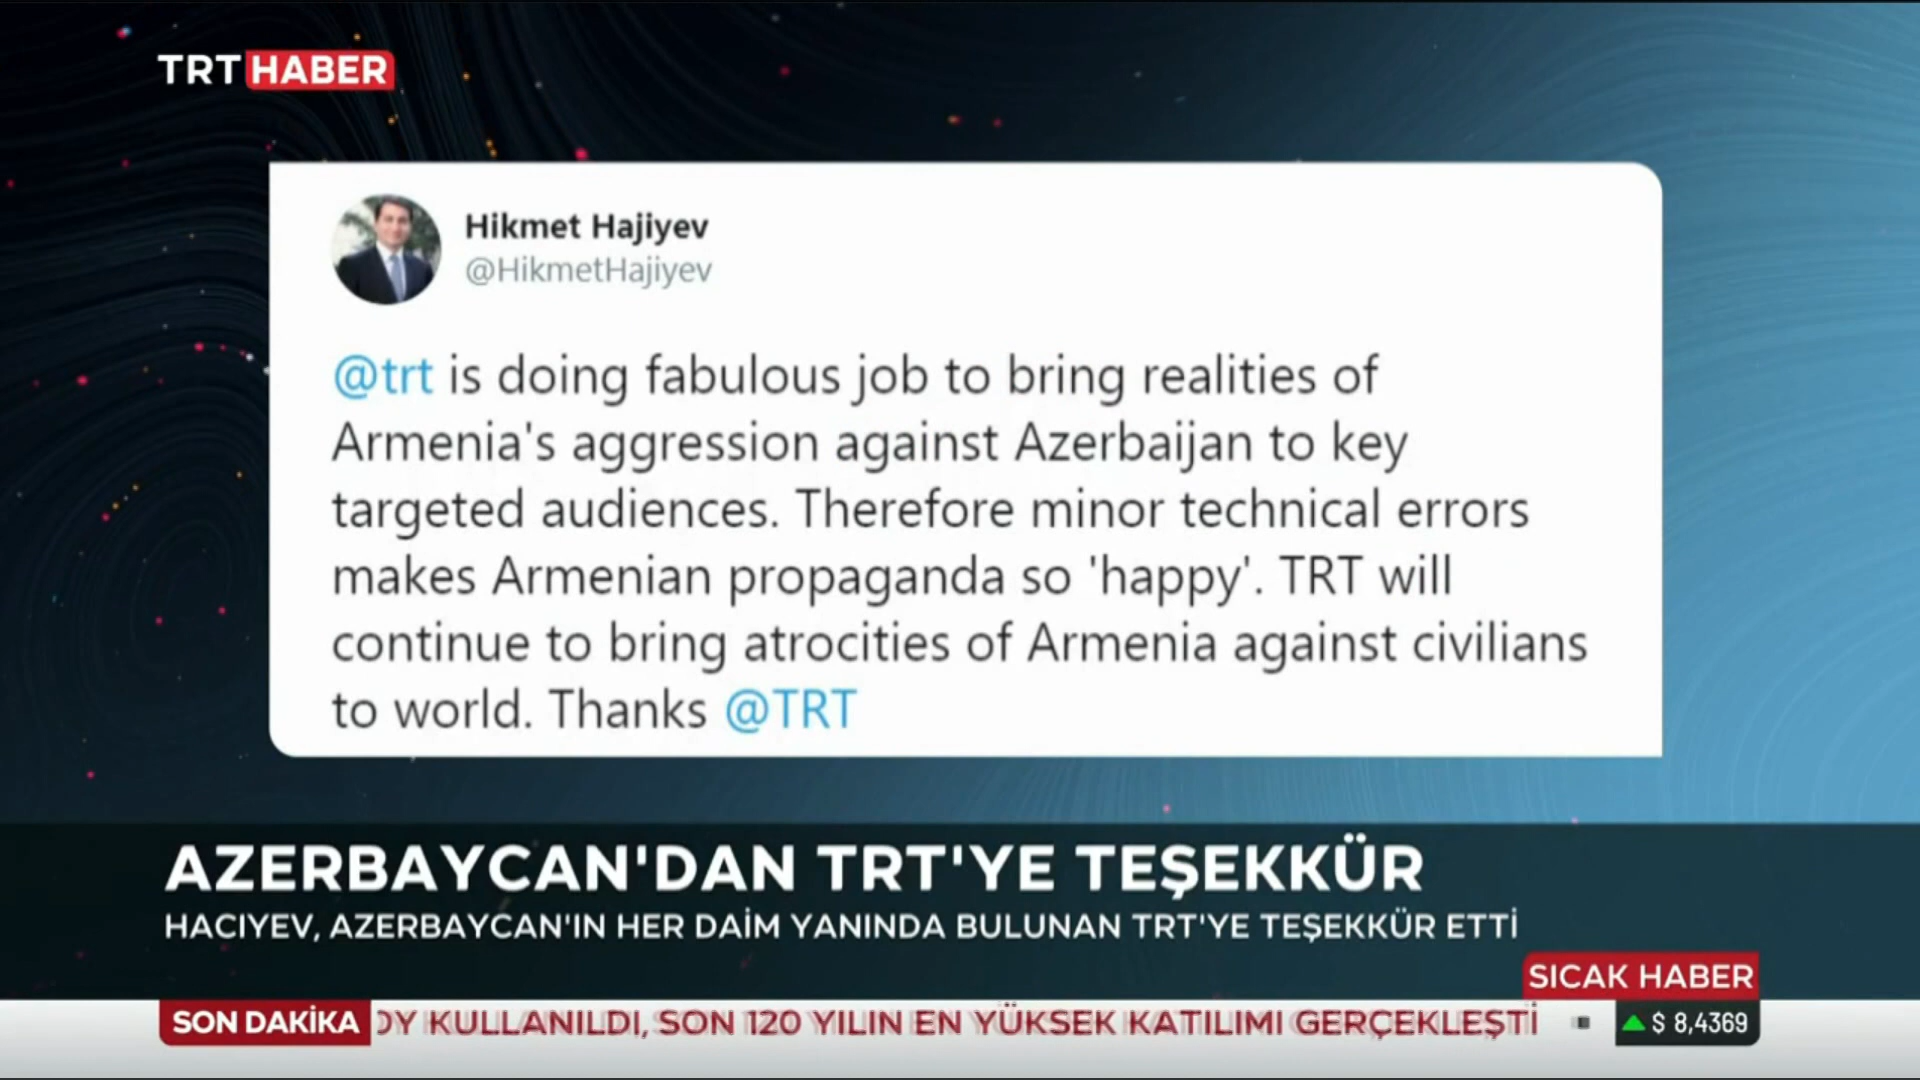 TRT HABER
Hikmet Hajiyev
@HikmetHajiyev
@trt is doing fabulous job to bring realities of
Armenia's aggression against Azerbaijan to key
targeted audiences. Therefore minor technical errors
makes Armenian propaganda so 'happy'. TRT will
continue to bring atrocities of Armenia against civilians
to world. Thanks @TRT
AZERBAYCAN'DAN TRT'YE TEŞEKKÜR
HACIYEV, AZERBAYCAN'IN HER DAİM YANINDA BULUNAN TRT'YE TEŞEKKÜR ETTİ
SICAK HABER
SON DAKİKA KULLANILDI, SON 120 YILIN EN YÜKSEK KATILIMI GERÇEKLEŞTİ $ 8,4369